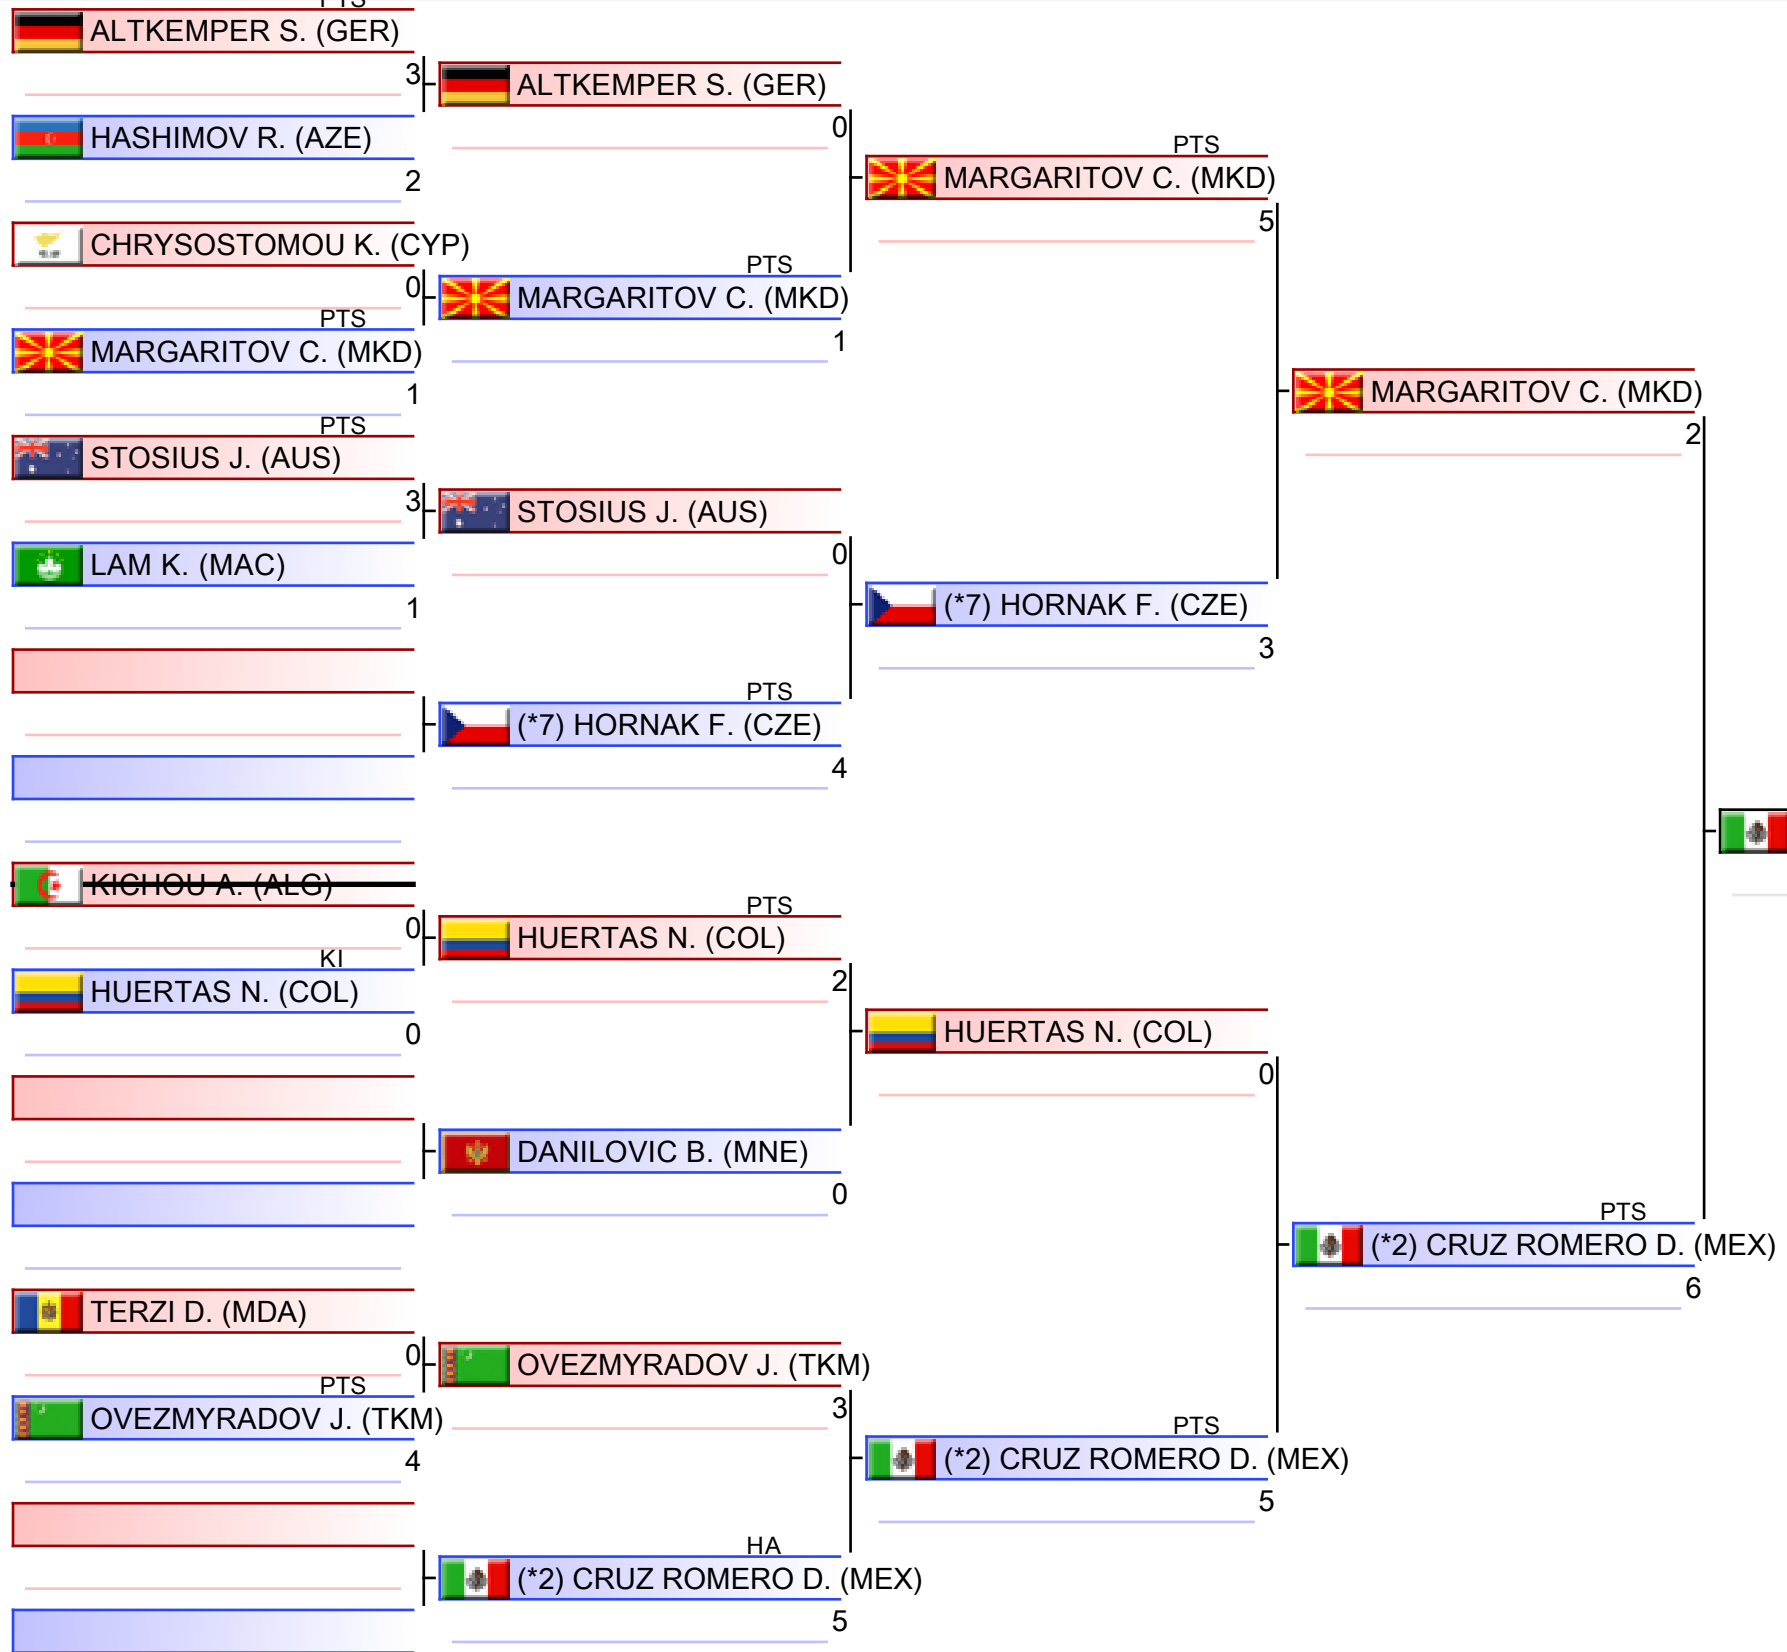 PTS
ALTKEMPER S. (GER)
3
HASHIMOV R. (AZE)
2
CHRYSOSTOMOU K. (CYP)
0
PTS
MARGARITOV C. (MKD)
1
PTS
STOSIUS J. (AUS)
3
LAM K. (MAC)
1
KICHOU A. (ALG)
0
KI
HUERTAS N. (COL)
0
TERZI D. (MDA)
0
PTS
OVEZMYRADOV J. (TKM)
4
ALTKEMPER S. (GER)
0
PTS
MARGARITOV C. (MKD)
1
STOSIUS J. (AUS)
0
PTS
(*7) HORNAK F. (CZE)
4
PTS
HUERTAS N. (COL)
2
DANILOVIC B. (MNE)
0
OVEZMYRADOV J. (TKM)
3
HA
(*2) CRUZ ROMERO D. (MEX)
5
PTS
MARGARITOV C. (MKD)
5
(*7) HORNAK F. (CZE)
3
HUERTAS N. (COL)
0
PTS
(*2) CRUZ ROMERO D. (MEX)
5
MARGARITOV C. (MKD)
2
PTS
(*2) CRUZ ROMERO D. (MEX)
6